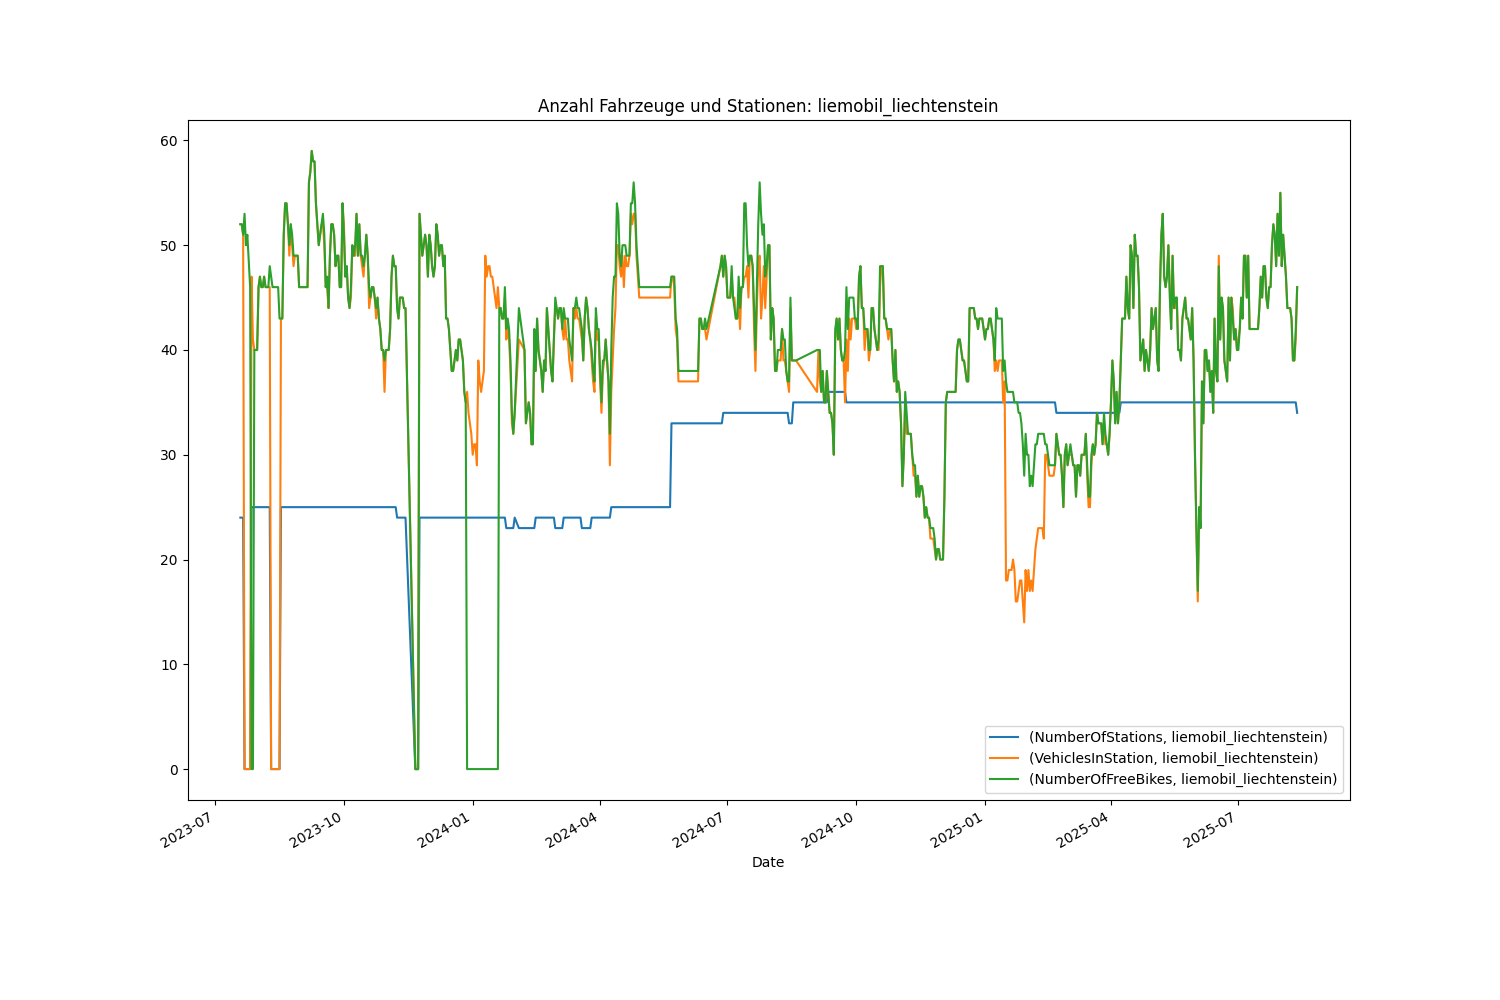 Anzahl Fahrzeuge und Stationen: liemobil_liechtenstein
60
50
40
30
20
10
0
(NumberOfStations, liemobil_liechtenstein)
(VehiclesInStation, liemobil_liechtenstein)
(NumberOfFreeBikes, liemobil_liechtenstein)
2023-07 2023-10 2024-01 2024-04 2024-07 2024-10 2025-01 2025-04 2025-07
Date